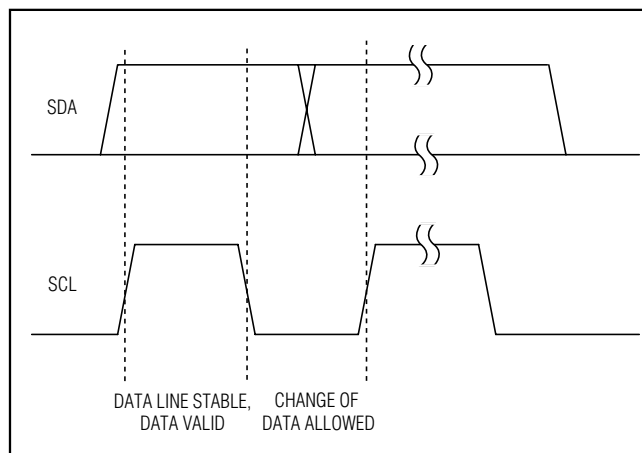 SDA
SCL
DATA LINE STABLE,
DATA VALID
CHANGE OF
DATA ALLOWED